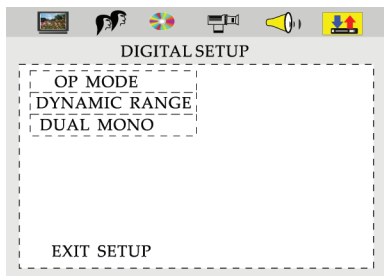 DIGITAL SETUP
OP MODE
DYNAMIC RANGE
DUAL MONO
EXIT SETUP